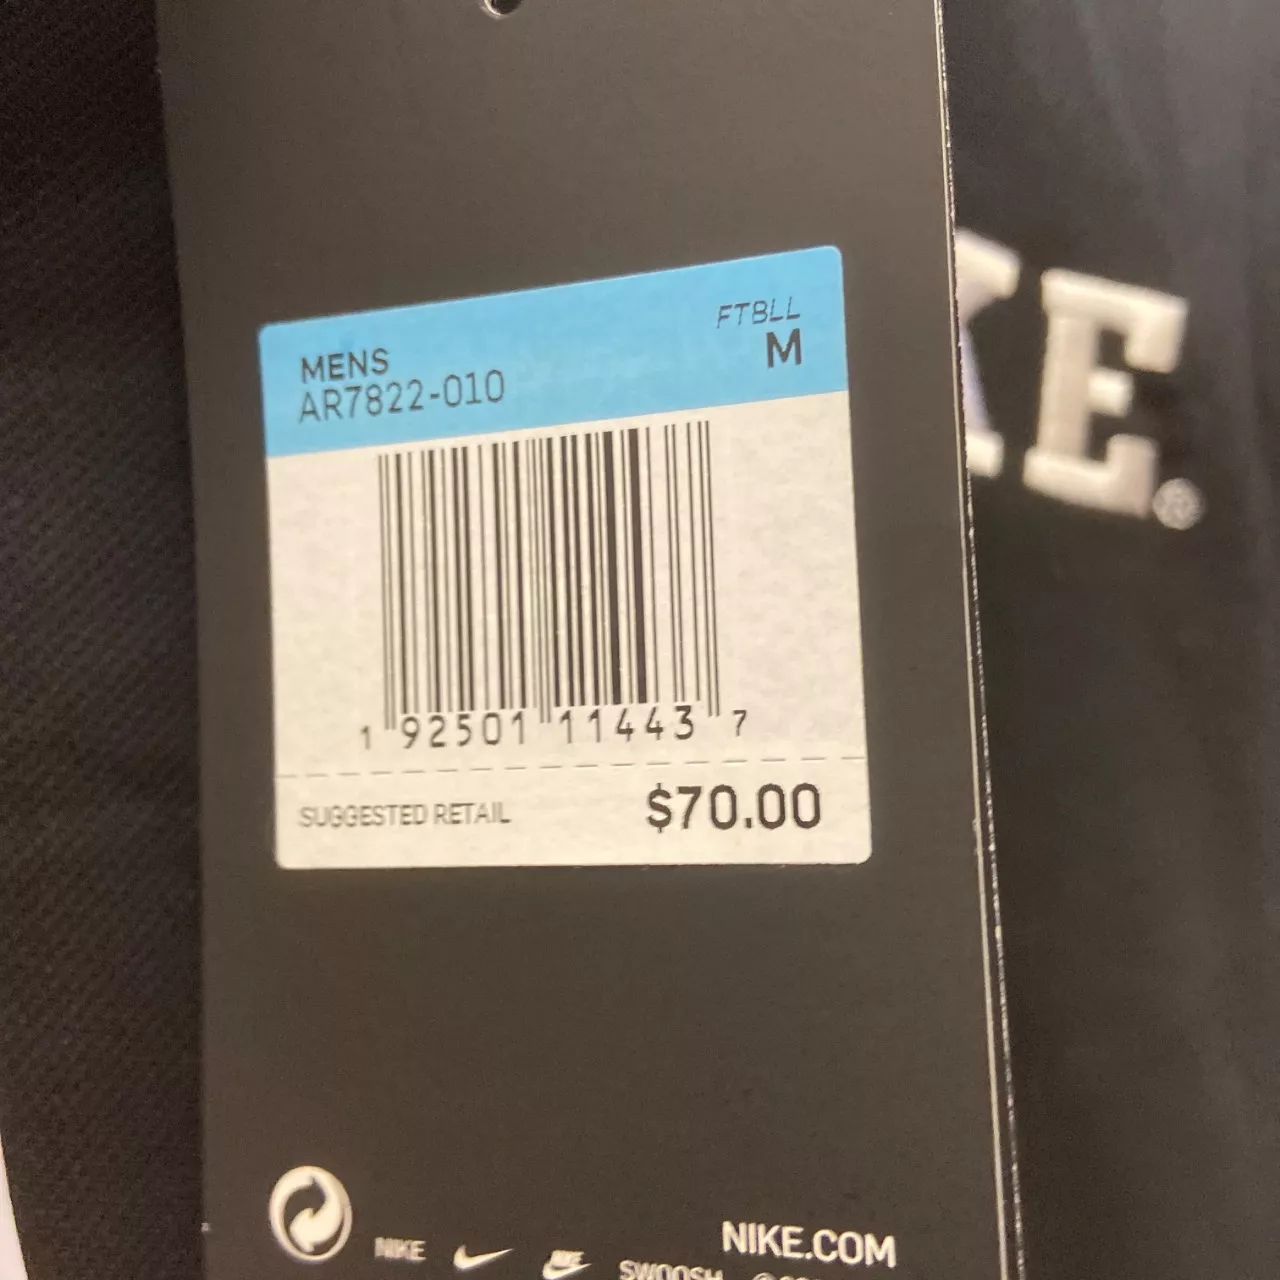 FTBLL
MENS
M
AR7822-010
1 92501 11443 7
SUGGESTED RETAIL $70.00
KE®
NIKE.COM
NIKE NIKE SWOOSH